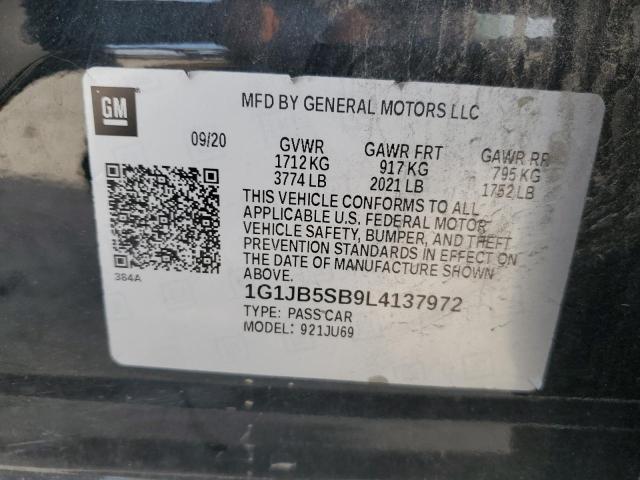 GM
MFD BY GENERAL MOTORS LLC
09/20 GVWR GAWR FRT GAWR RR
1712 KG 917 KG 795 KG
3774 LB 2021 LB 1752 LB
THIS VEHICLE CONFORMS TO ALL
APPLICABLE U.S. FEDERAL MOTOR
VEHICLE SAFETY, BUMPER, AND THEFT
PREVENTION STANDARDS IN EFFECT ON
THE DATE OF MANUFACTURE SHOWN
ABOVE.
384A
1G1JB5SB9L4137972
TYPE: PASS CAR
MODEL: 921JU69